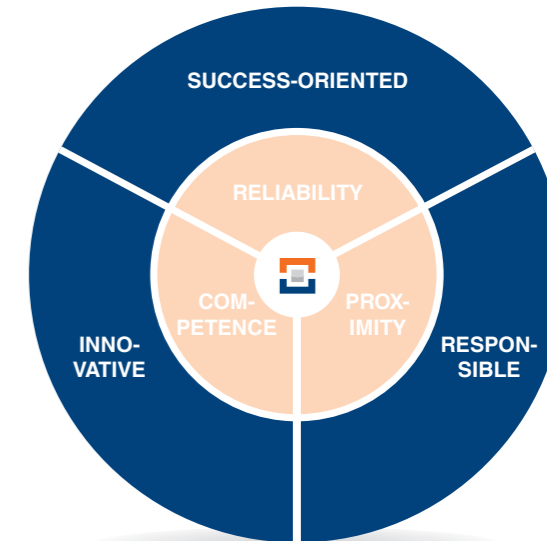 SUCCESS-ORIENTED
RELIABILITY
COM-
PETENCE
PROX-
IMITY
INNO-
VATIVE
RESPON-
SIBLE